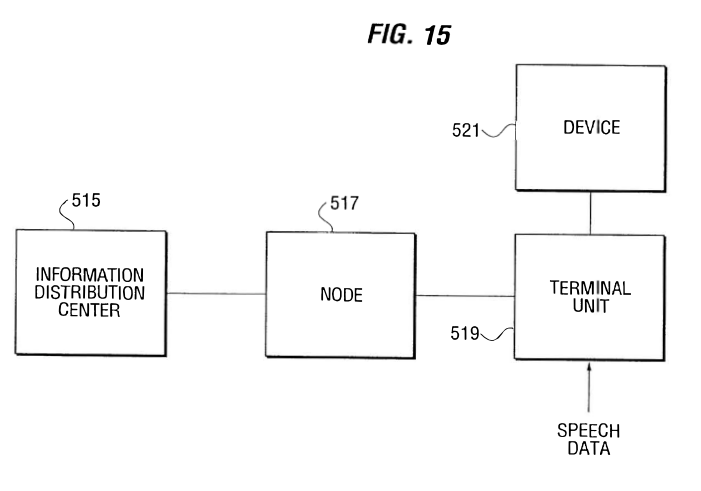 FIG. 15
521
DEVICE
515
517
INFORMATION
DISTRIBUTION
CENTER
NODE
TERMINAL
UNIT
519
SPEECH
DATA